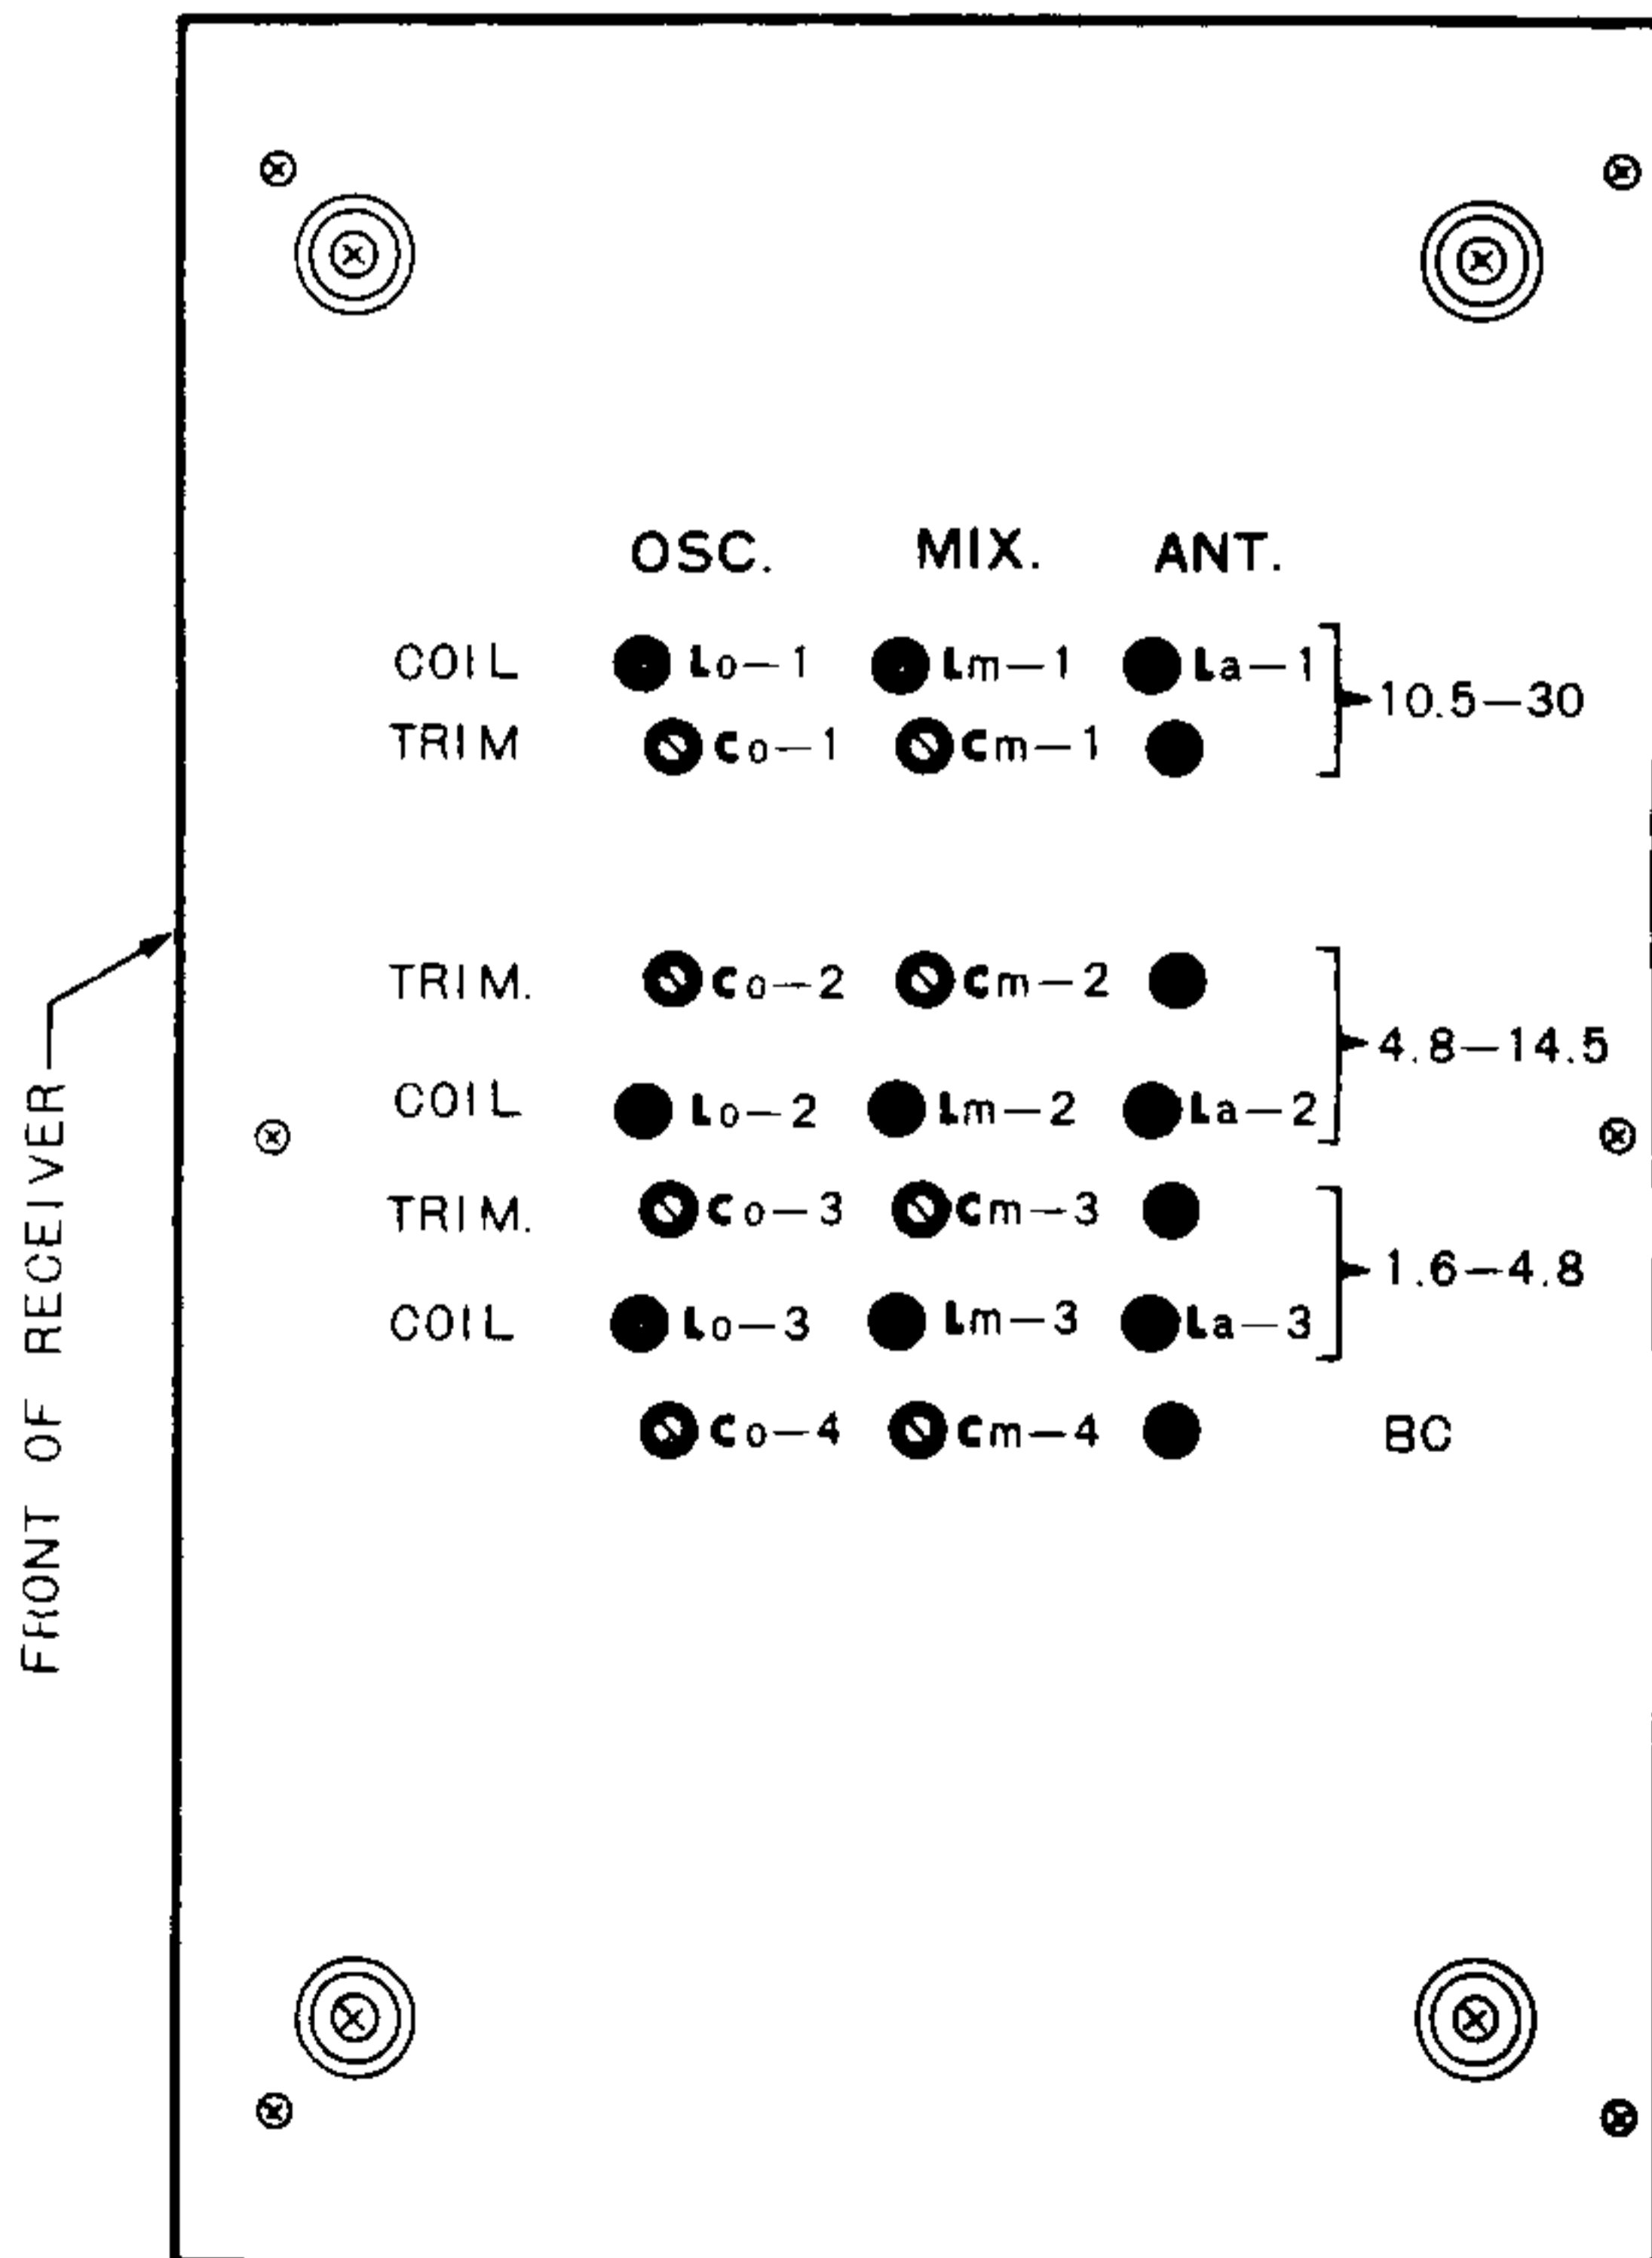 OSC. MIX. ANT.
COIL Lo-1 Lm-1 La-1
10.5-30
TRIM Co-1 Cm-1
TRIM. Co-2 Cm-2
4.8-14.5
COIL Lo-2 Lm-2 La-2
TRIM. Co-3 Cm-3
1.6-4.8
COIL Lo-3 Lm-3 La-3
Co-4 Cm-4 BC
FRONT OF RECEIVER